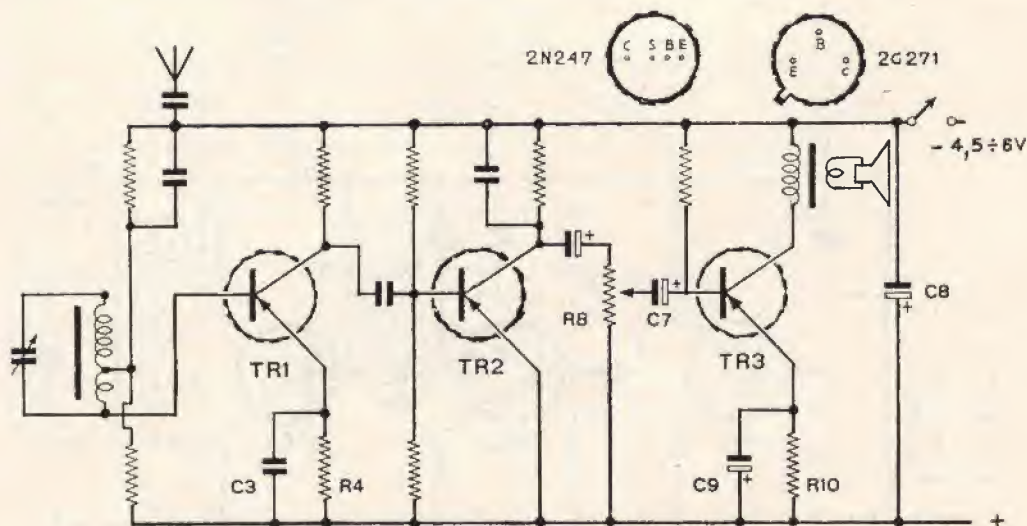 2N247
C S B E
B
E C
2G271
- 4,5÷6V
TR1
TR2
R8
C7
TR3
C8
C3
R4
C9
R10
+
+
+
+
+